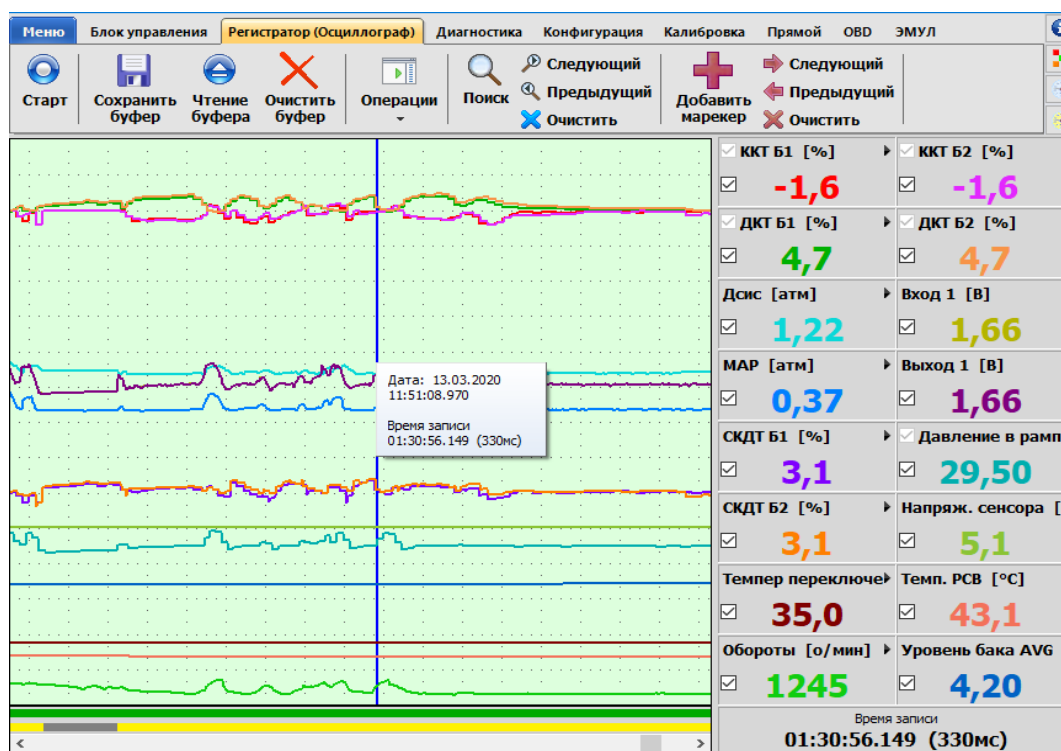 Меню Блок управления Регистратор (Осциллограф) Диагностика Конфигурация Калибровка Прямой OBD ЭМУЛ
Старт
Сохранить буфер
Чтение буфера
Очистить буфер
Операции
Поиск
Следующий
Предыдущий
Очистить
Добавить марекер
Следующий
Предыдущий
Очистить
Дата: 13.03.2020
11:51:08.970
Время записи
01:30:56.149 (330мс)
ККТ Б1 [%] ККТ Б2 [%]
-1,6 -1,6
ДКТ Б1 [%] ДКТ Б2 [%]
4,7 4,7
Дсис [атм] Вход 1 [В]
1,22 1,66
МАР [атм] Выход 1 [В]
0,37 1,66
СКДТ Б1 [%] Давление в рамп
3,1 29,50
СКДТ Б2 [%] Напряж. сенсора [
3,1 5,1
Темпер переключе Темп. РСВ [°C]
35,0 43,1
Обороты [о/мин] Уровень бака AVG
1245 4,20
Время записи
01:30:56.149 (330мс)